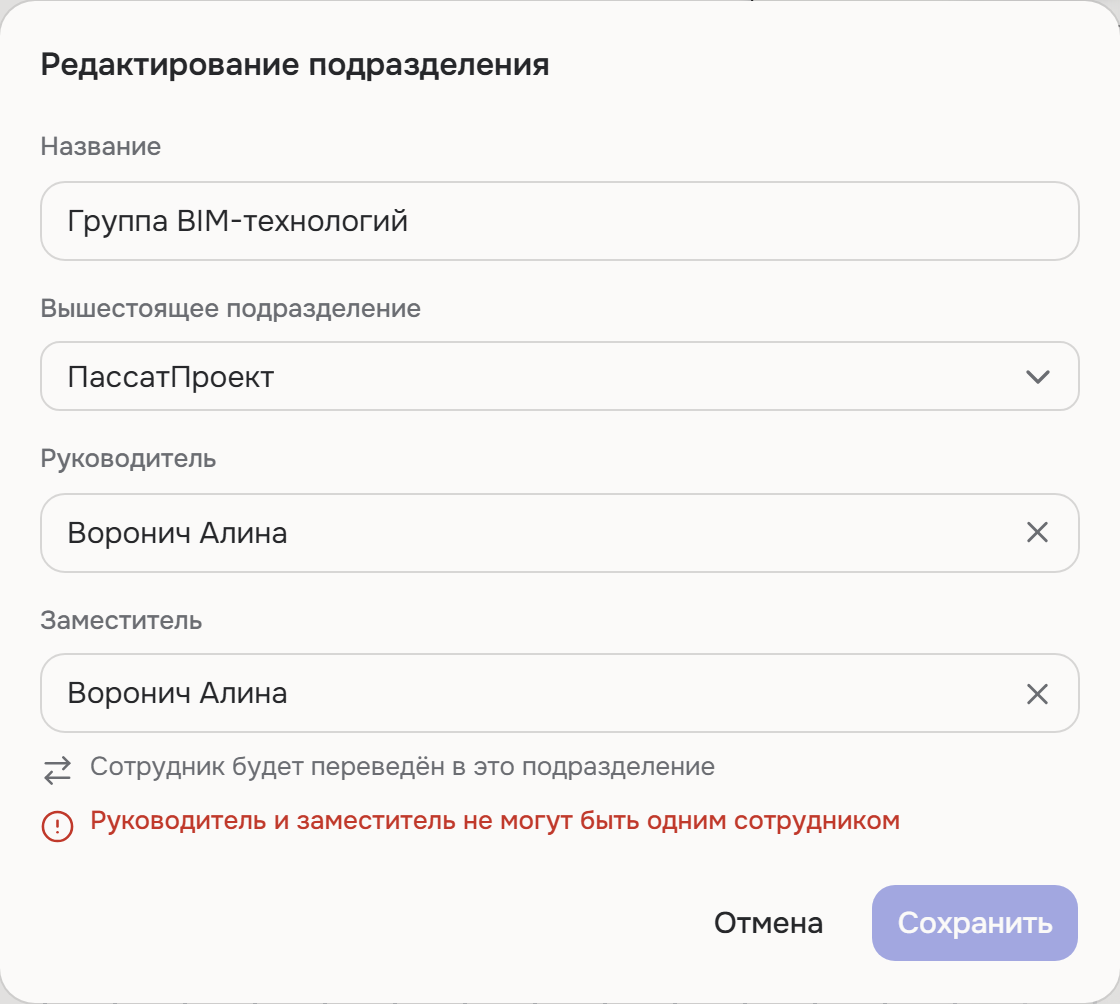 Редактирование подразделения
Название
Группа BIM-технологий
Вышестоящее подразделение
ПассатПроект
Руководитель
Воронич Алина
Заместитель
Воронич Алина
Сотрудник будет переведён в это подразделение
Руководитель и заместитель не могут быть одним сотрудником
Отмена
Сохранить